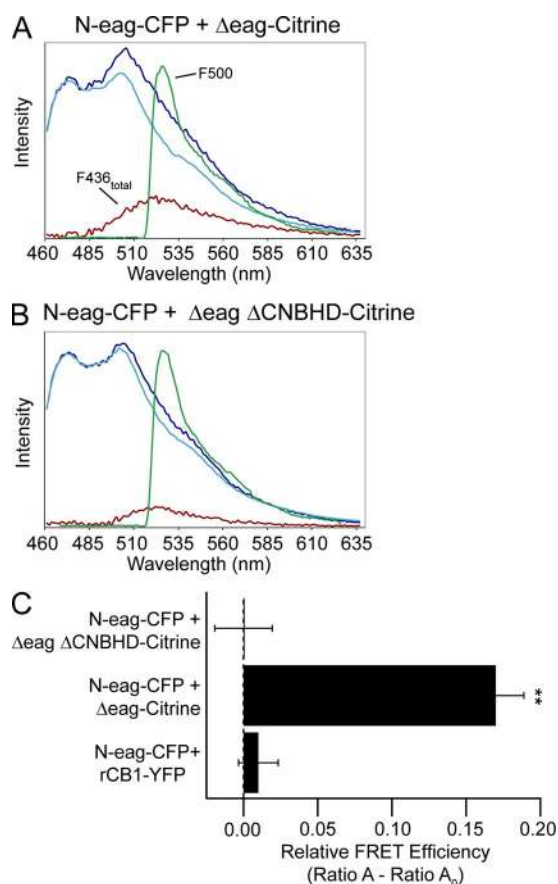 A
N-eag-CFP + Δeag-Citrine
Intensity
F500
F436total
460 485 510 535 560 585 610 635
Wavelength (nm)
B
N-eag-CFP + Δeag ΔCNBHD-Citrine
Intensity
460 485 510 535 560 585 610 635
Wavelength (nm)
C
N-eag-CFP +
Δeag ΔCNBHD-Citrine
N-eag-CFP +
Δeag-Citrine
**
N-eag-CFP+
rCB1-YFP
0.00 0.05 0.10 0.15 0.20
Relative FRET Efficiency
(Ratio A - Ratio A₀)